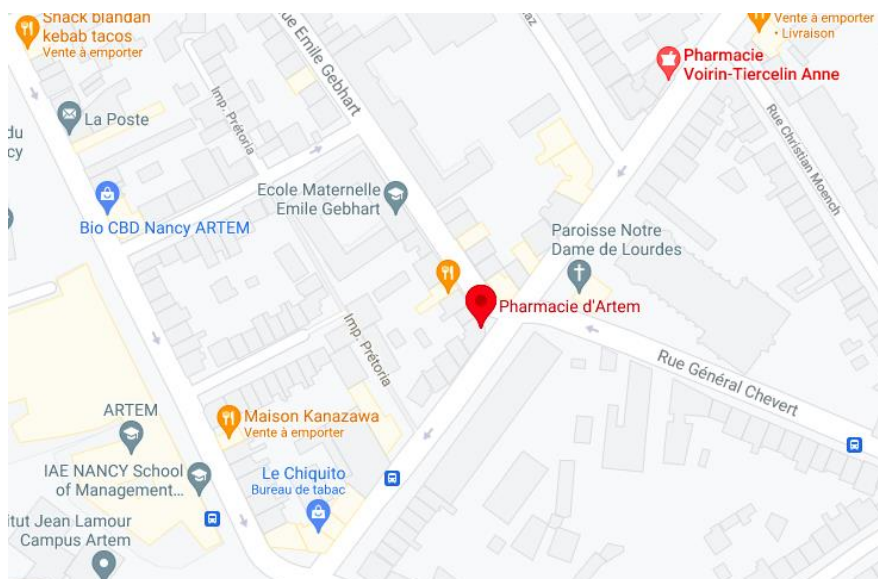 Snack blandan
kebab tacos
Vente à emporter
Rue Emile Gebhart
az
Vente à emporter
• Livraison
Pharmacie
Voirin-Tiercelin Anne
La Poste
Imp. Prétoria
du
cy
Rue Christian Moench
Ecole Maternelle
Emile Gebhart
Bio CBD Nancy ARTEM
Paroisse Notre
Dame de Lourdes
Pharmacie d'Artem
Imp. Prétoria
Rue Général Chevert
ARTEM
Maison Kanazawa
Vente à emporter
IAE NANCY School
of Management...
Le Chiquito
Bureau de tabac
tut Jean Lamour
Campus Artem